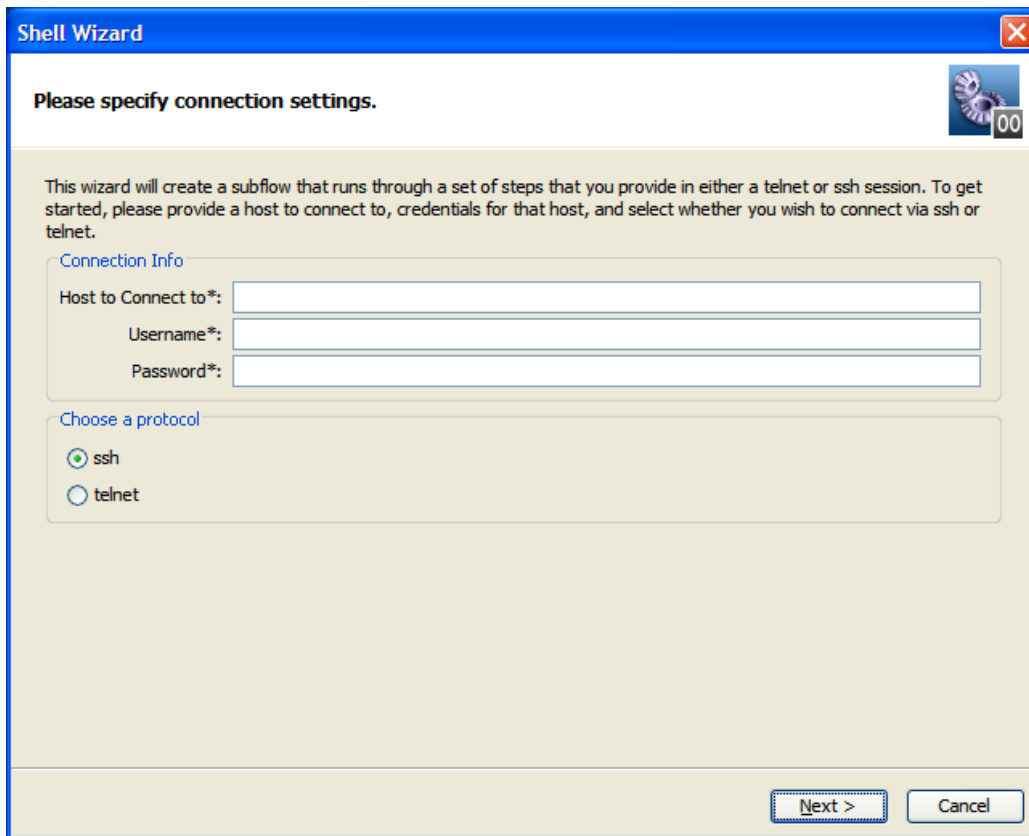 Shell Wizard
Please specify connection settings.
00
This wizard will create a subflow that runs through a set of steps that you provide in either a telnet or ssh session. To get
started, please provide a host to connect to, credentials for that host, and select whether you wish to connect via ssh or
telnet.
Connection Info
Host to Connect to*:
Username*:
Password*:
Choose a protocol
ssh
telnet
Next > Cancel